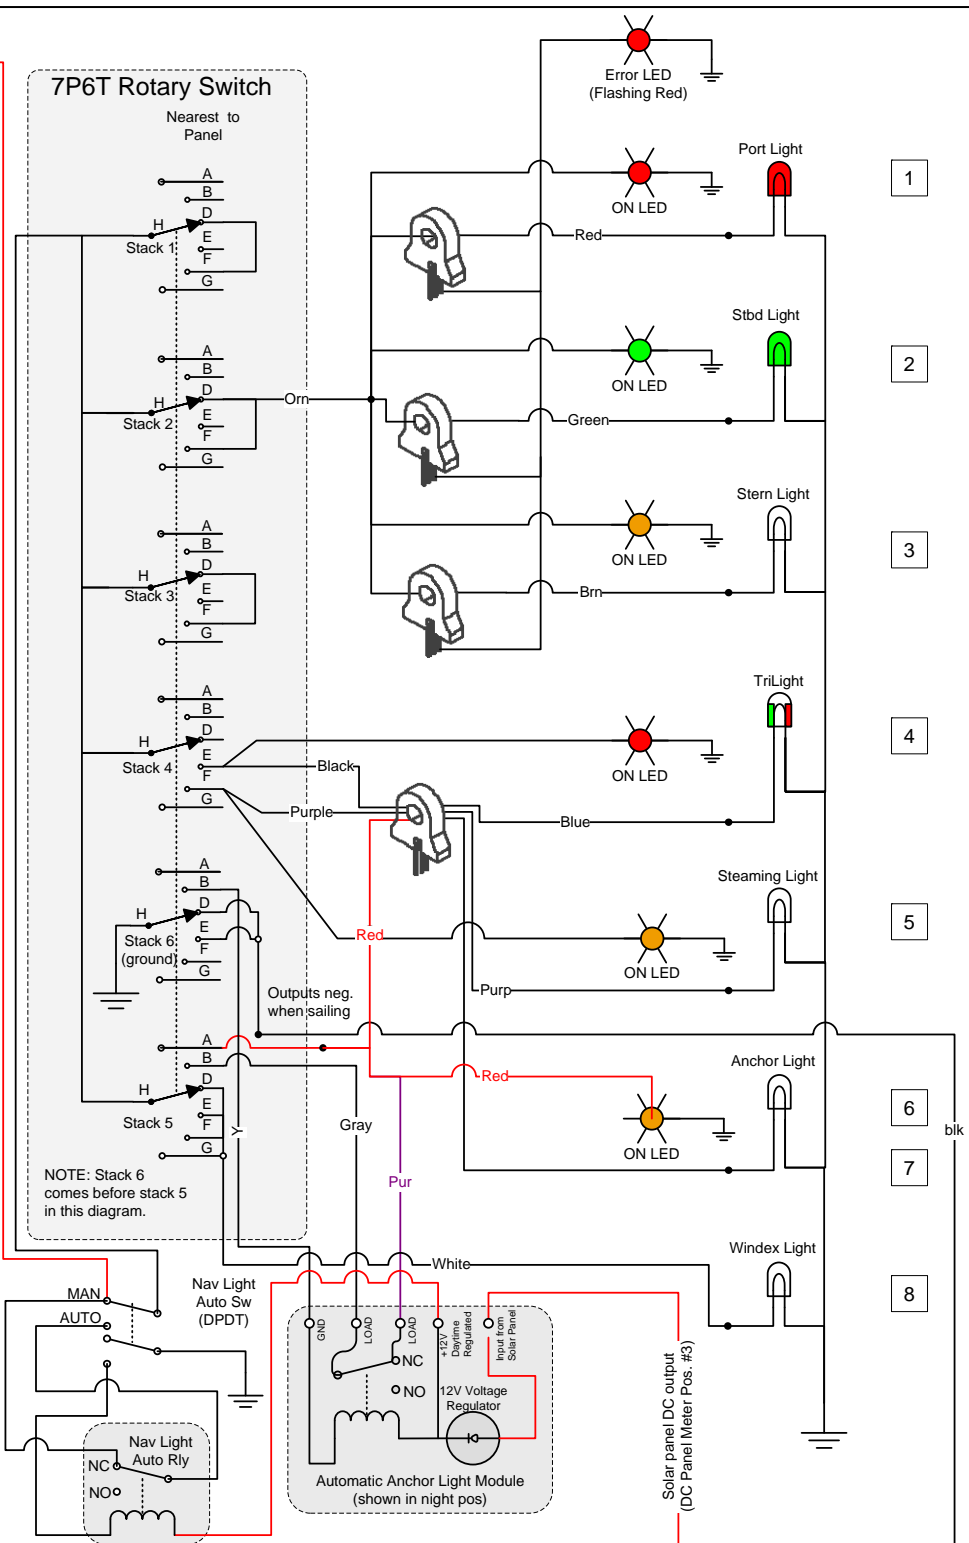 Error LED
(Flashing Red)
7P6T Rotary Switch
Nearest to
Panel
Port Light
1
A
B
D
H
E
Stack 1
F
G
ON LED
Red
Stbd Light
2
A
B
D
H
E
Stack 2
F
G
Orn
ON LED
Green
Stern Light
3
A
B
D
H
E
Stack 3
F
G
ON LED
Brn
TriLight
4
A
B
D
H
E
Stack 4
F
G
Black
Purple
ON LED
Blue
Steaming Light
5
A
B
D
H
E
Stack 6
(ground)
F
G
Red
ON LED
Purp
Outputs neg.
when sailing
Anchor Light
6
7
blk
A
B
D
H
E
Stack 5
F
G
Y
Gray
Red
ON LED
Pur
NOTE: Stack 6
comes before stack 5
in this diagram.
White
Windex Light
8
Nav Light
Auto Sw
(DPDT)
MAN
AUTO
GND
LOAD
LOAD
+12V
Daytime
Regulated
Input from
Solar Panel
NC
NO
12V Voltage
Regulator
Automatic Anchor Light Module
(shown in night pos)
Nav Light
Auto Rly
NC
NO
Solar panel DC output
(DC Panel Meter Pos. #3)